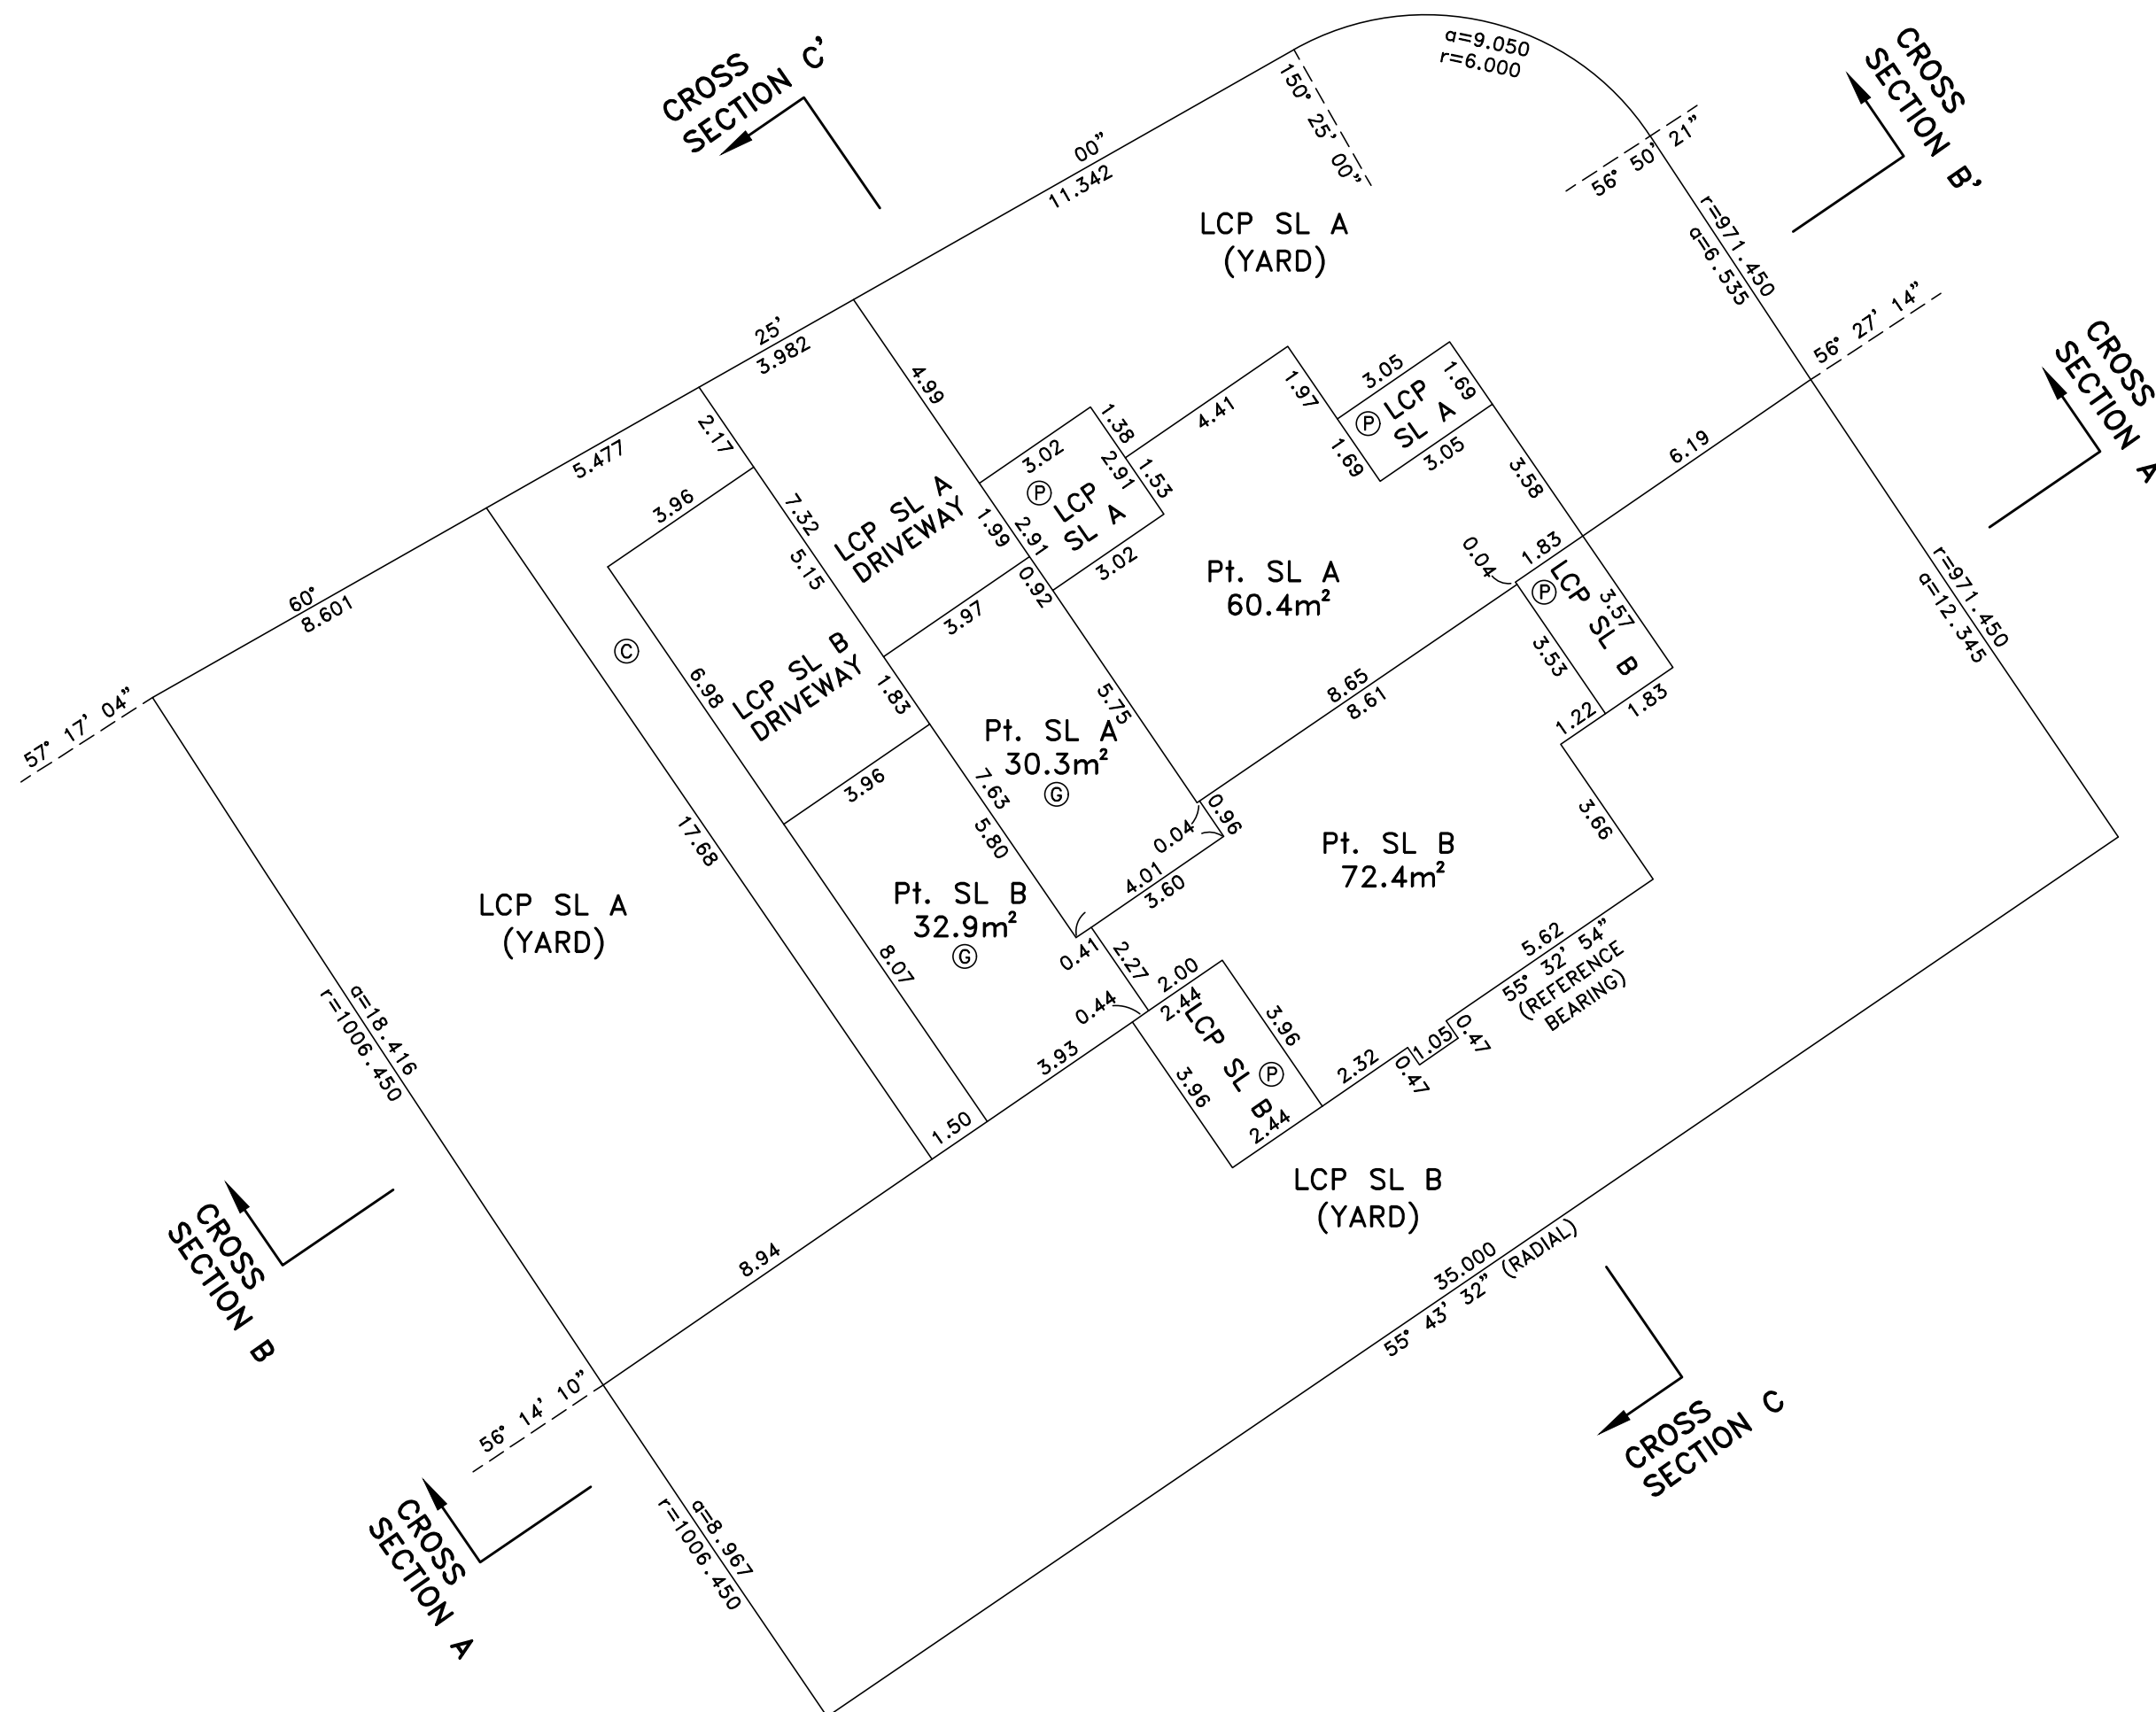 CROSS
SECTION C'
a=9.050
r=6.000
CROSS
SECTION B'
150° 25' 00"
56° 50' 21"
00"
11.342
LCP SL A
(YARD)
r=971.450
a=6.535
56° 27' 14"
CROSS
SECTION A'
25'
3.982
4.99
3.05
1.69
LCP
SL A
P
1.97
4.41
1.69
3.05
1.38
3.02
2.91
1.53
P
LCP
SL A
2.17
5.477
3.96
7.32
5.15
LCP SL A
DRIVEWAY
1.99
2.91
3.02
0.92
3.58
6.19
1.83
0.04
P
LCP SL B
3.57
3.53
1.22
1.83
r=971.450
a=12.345
Pt. SL A
60.4m²
60°
8.601
C
3.97
LCP SL B
DRIVEWAY
6.98
1.83
5.75
8.65
8.61
57° 17' 04"
Pt. SL A
30.3m²
G
3.96
7.63
5.80
0.04
0.96
3.66
17.68
Pt. SL B
72.4m²
4.01
3.60
LCP SL A
(YARD)
Pt. SL B
32.9m²
G
8.07
0.41
2.27
2.00
2.44
0.44
5.62
55° 32' 54"
(REFERENCE
BEARING)
0.47
1.05
0.47
2.32
3.96
LCP SL B
P
3.96
2.44
3.93
1.50
a=18.416
r=1006.450
LCP SL B
(YARD)
CROSS
SECTION B
8.94
35.000
55° 43' 32" (RADIAL)
56° 14' 10"
CROSS
SECTION C
CROSS
SECTION A
a=8.967
r=1006.450